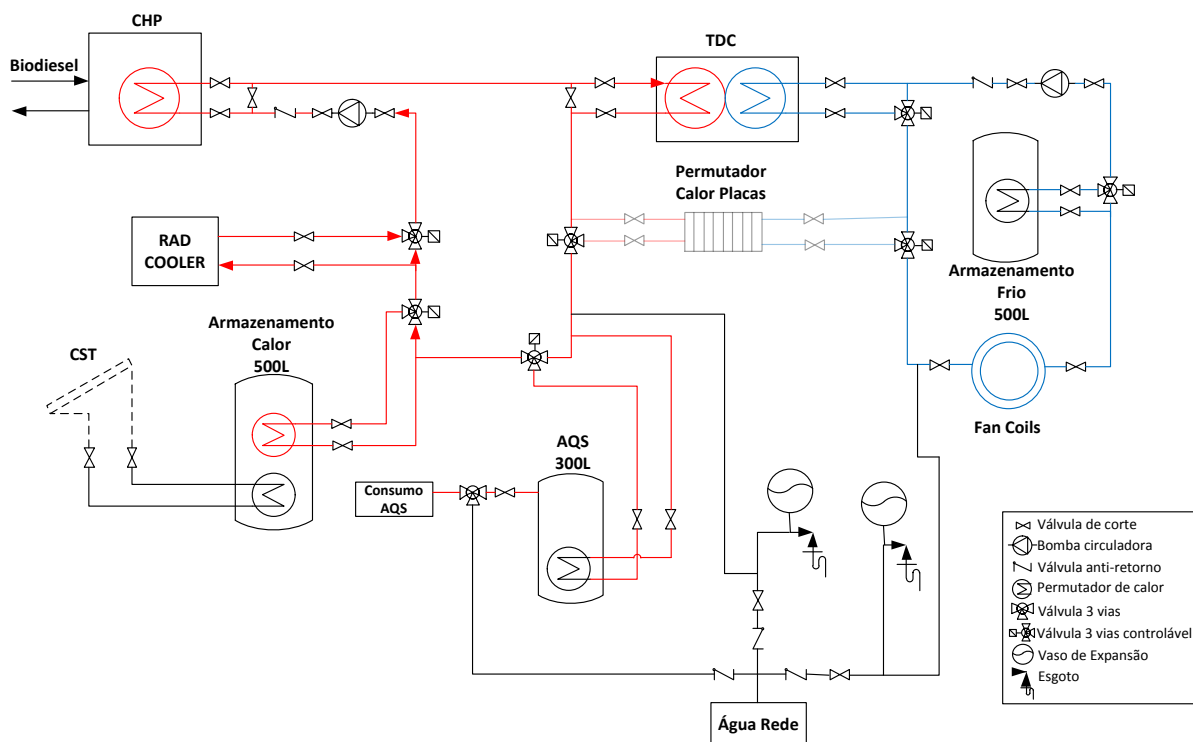 CHP
Biodiesel
TDC
Permutador
Calor Placas
RAD
COOLER
Armazenamento
Frio
500L
Armazenamento
Calor
500L
CST
Fan Coils
AQS
300L
Consumo
AQS
Água Rede
Válvula de corte
Bomba circuladora
Válvula anti-retorno
Permutador de calor
Válvula 3 vias
Válvula 3 vias controlável
Vaso de Expansão
Esgoto